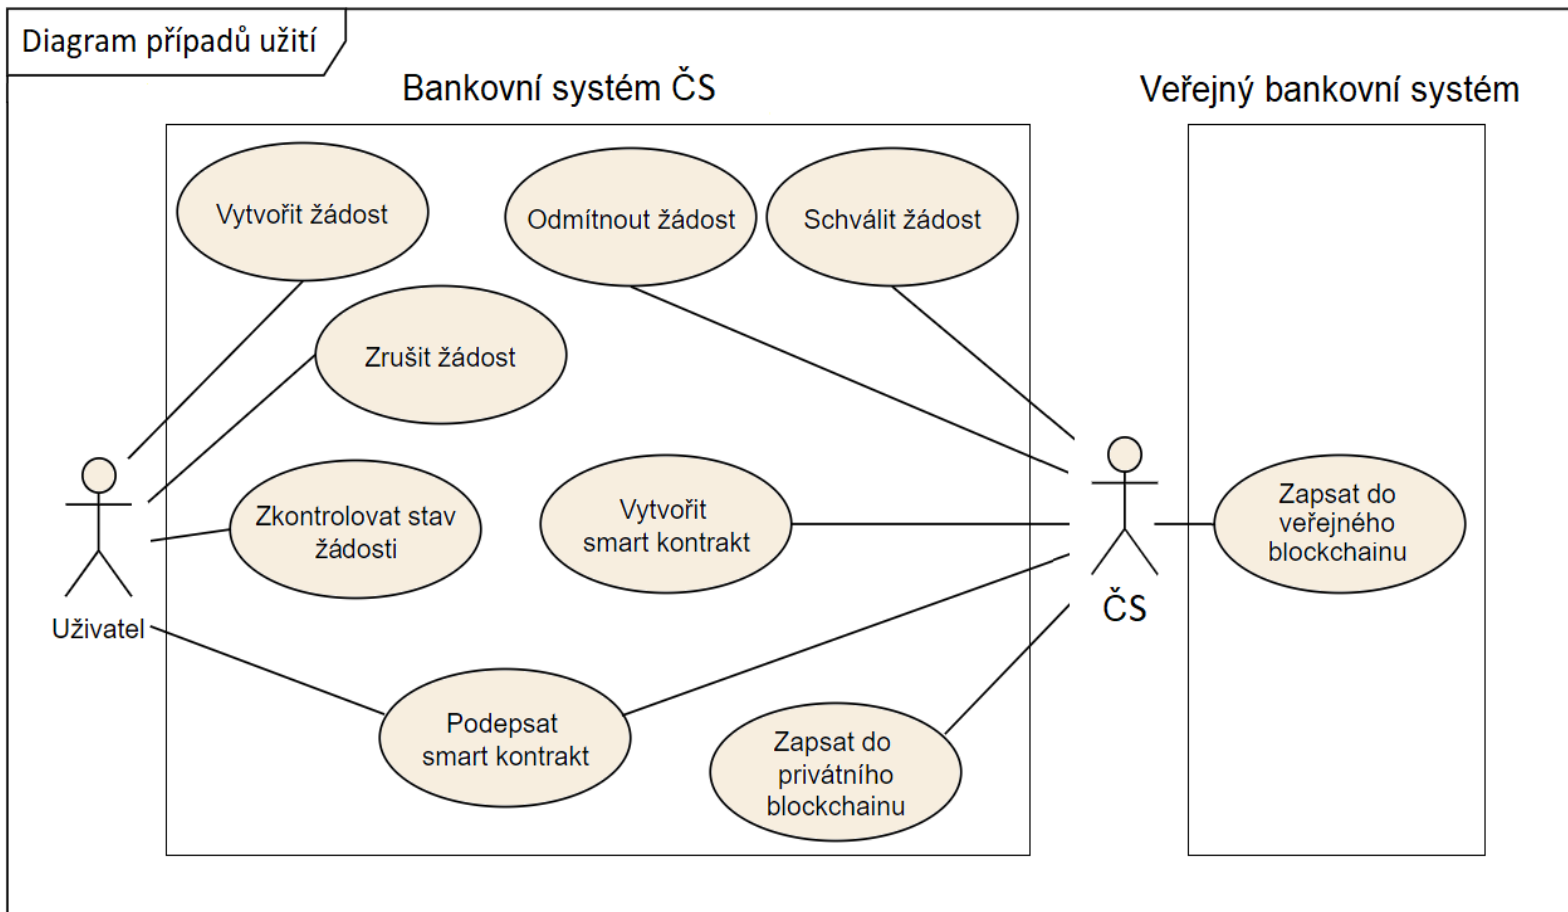 Diagram případů užití
Bankovní systém ČS
Veřejný bankovní systém
Vytvořit žádost
Odmítnout žádost
Schválit žádost
Zrušit žádost
Zkontrolovat stav
žádosti
Vytvořit
smart kontrakt
Zapsat do
veřejného
blockchainu
Uživatel
ČS
Podepsat
smart kontrakt
Zapsat do
privátního
blockchainu